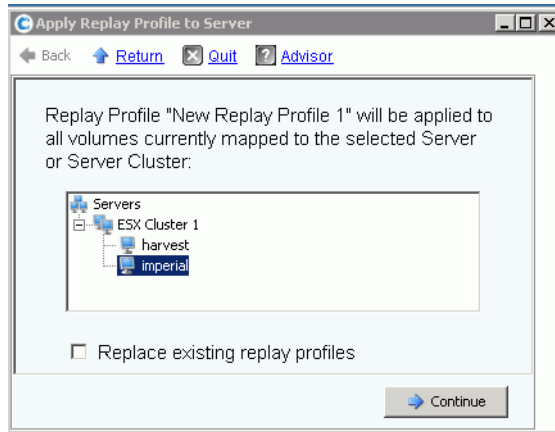 Apply Replay Profile to Server
Back Return Quit Advisor
Replay Profile "New Replay Profile 1" will be applied to
all volumes currently mapped to the selected Server
or Server Cluster:
Servers
ESX Cluster 1
harvest
imperial
Replace existing replay profiles
Continue